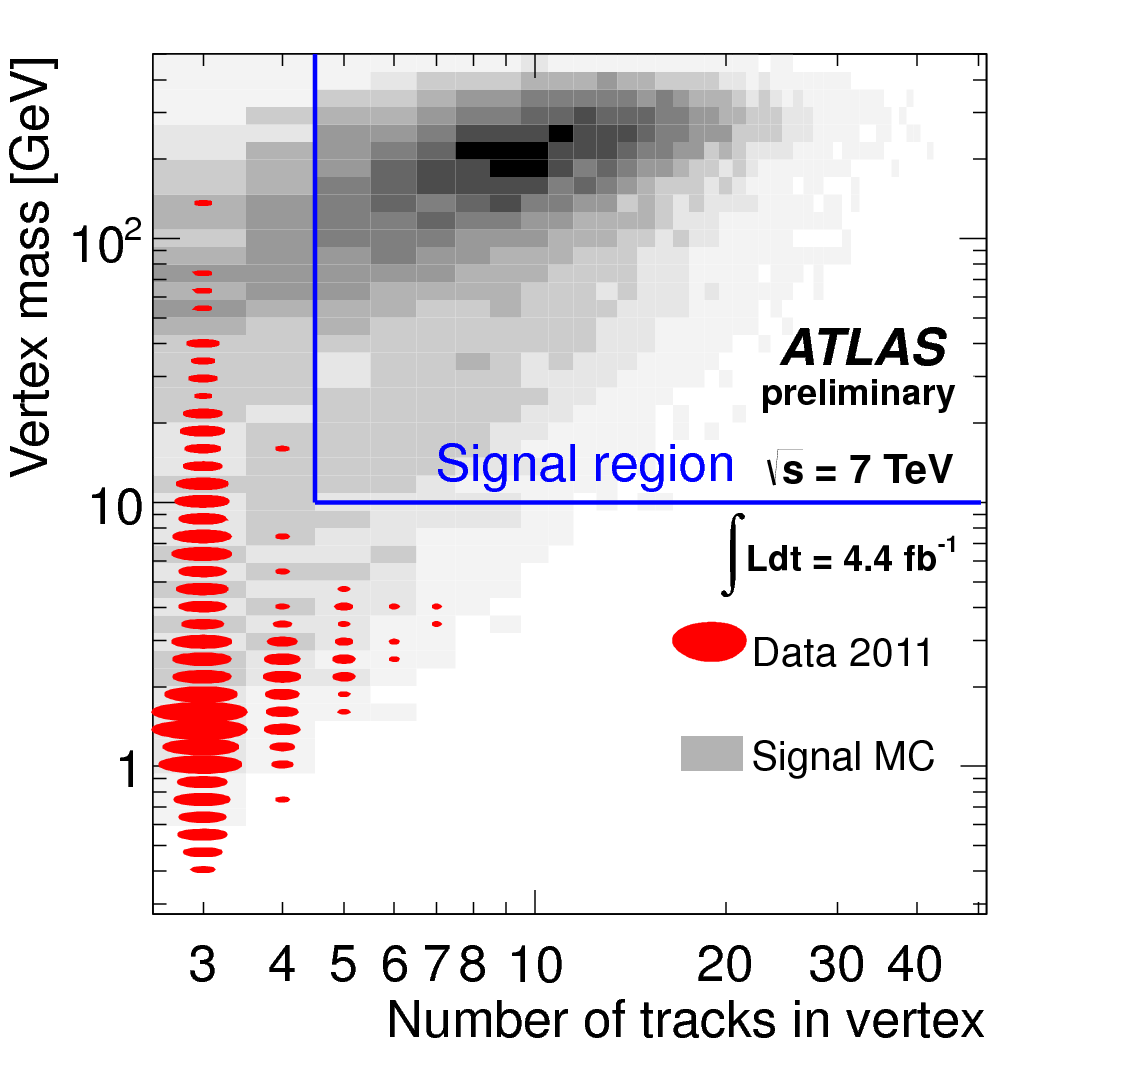 Vertex mass [GeV]
10²
10
1
ATLAS
preliminary
Signal region
√s = 7 TeV
∫Ldt = 4.4 fb⁻¹
Data 2011
Signal MC
3 4 5 6 7 8 10 20 30 40
Number of tracks in vertex